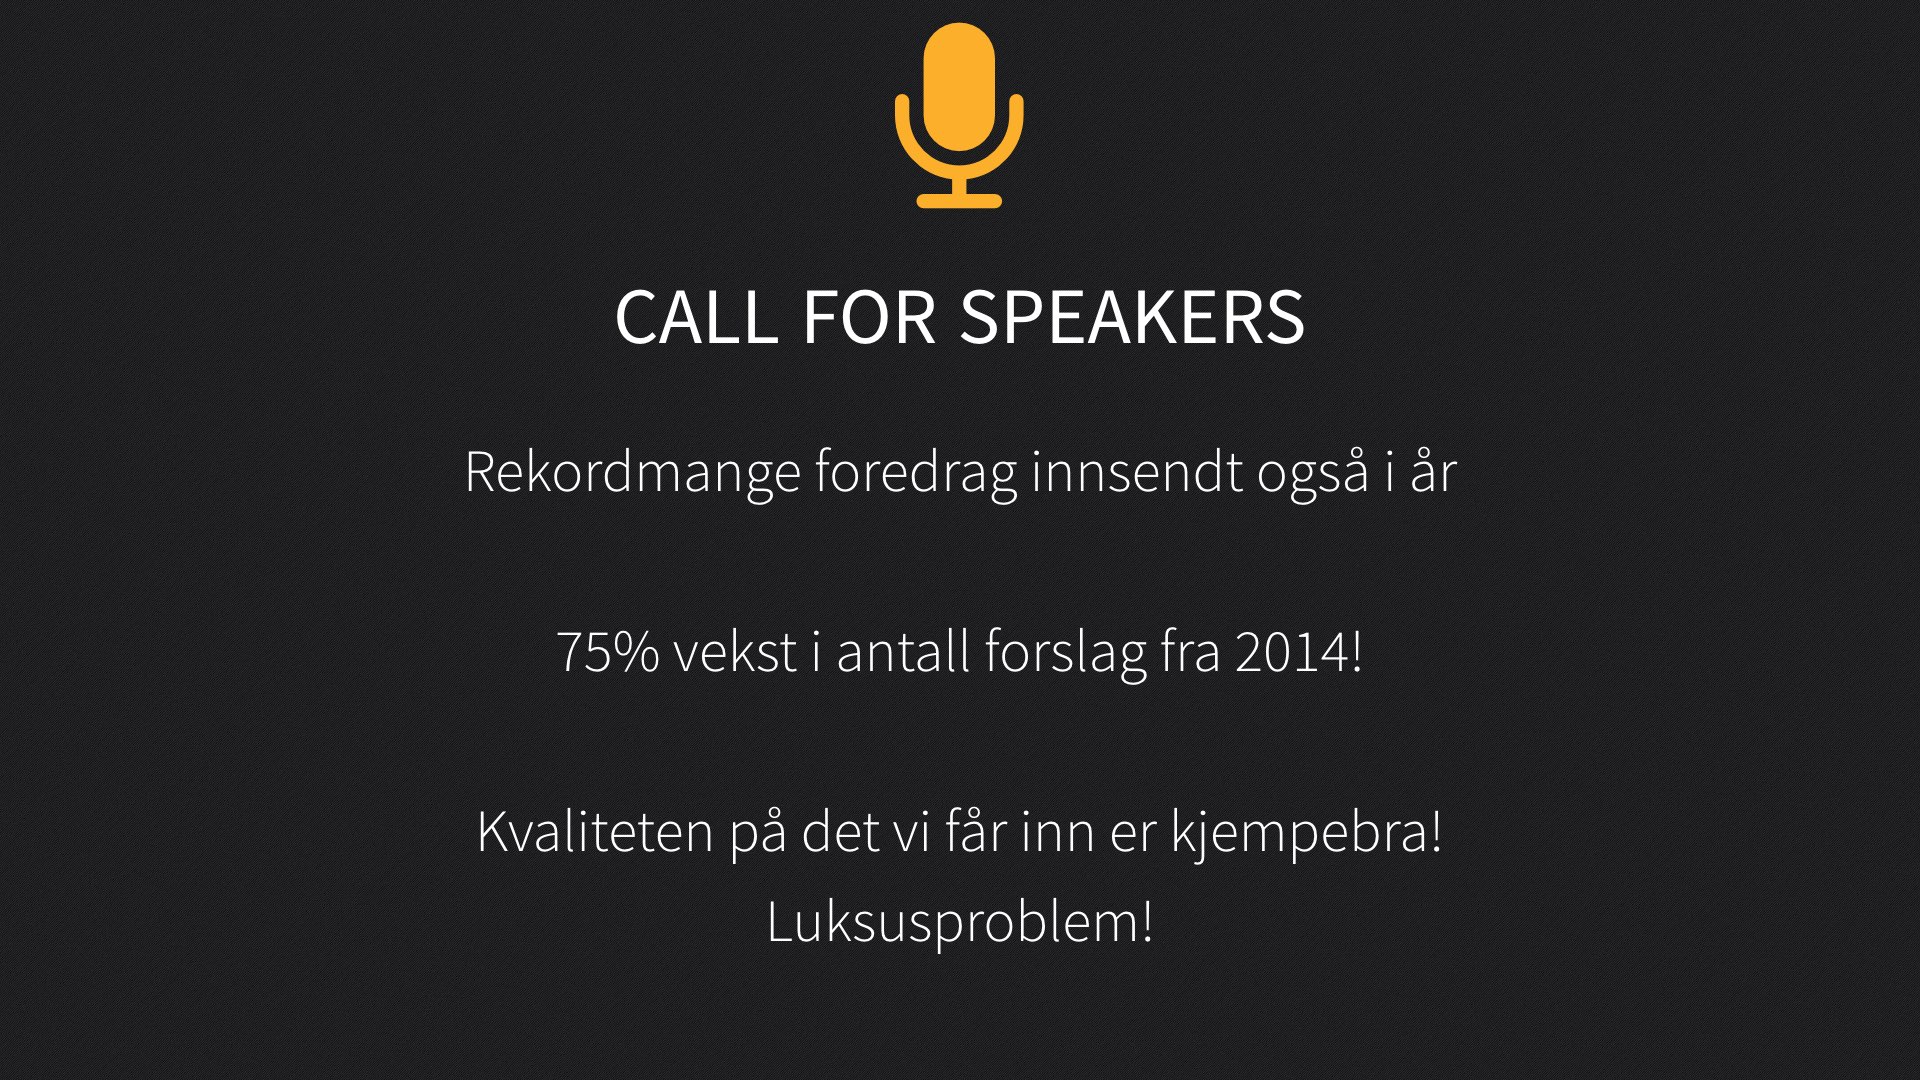 CALL FOR SPEAKERS
Rekordmange foredrag innsendt også i år
75% vekst i antall forslag fra 2014!
Kvaliteten på det vi får inn er kjempebra!
Luksusproblem!